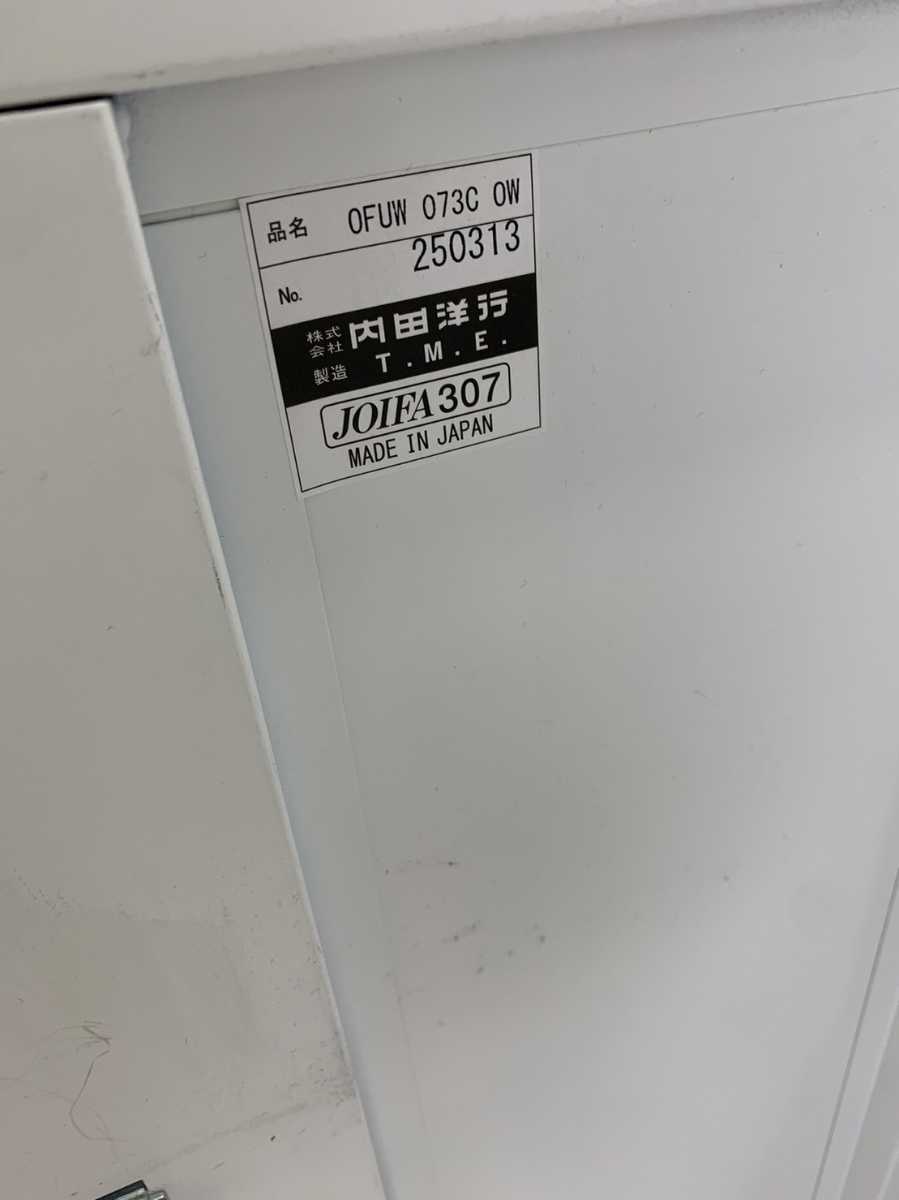 品名 OFUW 073C OW
No. 250313
株式会社 内田洋行
製造 T.M.E.
JOIFA 307
MADE IN JAPAN